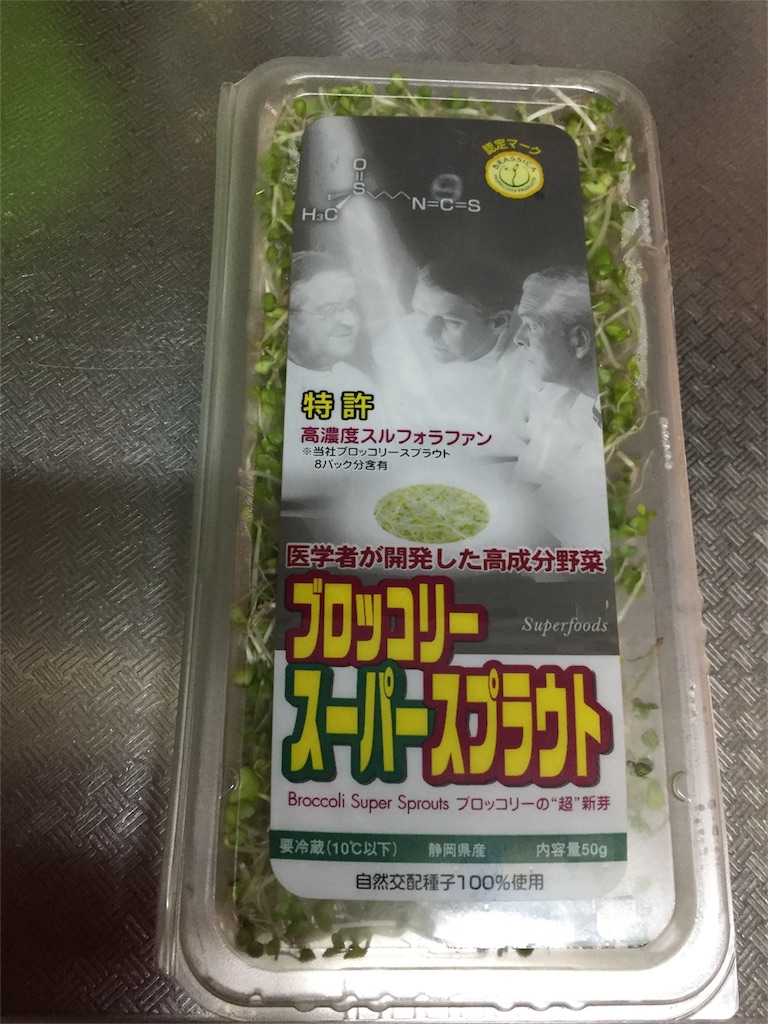 認定マーク
BRASSICA
O
S
H₃C
N=C=S
特許
高濃度スルフォラファン
※当社ブロッコリースプラウト
8パック分含有
医学者が開発した高成分野菜
ブロッコリー
Superfoods
スーパースプラウト
Broccoli Super Sprouts ブロッコリーの"超"新芽
要冷蔵(10℃以下) 静岡県産 内容量50g
自然交配種子100%使用